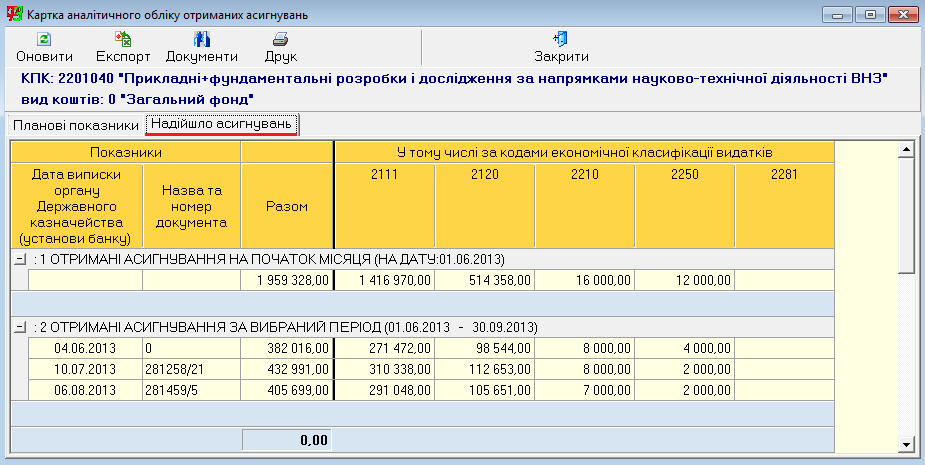 Картка аналітичного обліку отриманих асигнувань
Оновити Експорт Документи Друк Закрити
КПК: 2201040 "Прикладні+фундаментальні розробки і дослідження за напрямками науково-технічної діяльності ВНЗ"
вид коштів: 0 "Загальний фонд"
Планові показники Надійшло асигнувань
Показники У тому числі за кодами економічної класифікації видатків
Дата виписки органу Державного казначейства (установи банку) Назва та номер документа Разом 2111 2120 2210 2250 2281
: 1 ОТРИМАНІ АСИГНУВАННЯ НА ПОЧАТОК МІСЯЦЯ (НА ДАТУ:01.06.2013)
1 959 328,00 1 416 970,00 514 358,00 16 000,00 12 000,00
: 2 ОТРИМАНІ АСИГНУВАННЯ ЗА ВИБРАНИЙ ПЕРІОД (01.06.2013 - 30.09.2013)
04.06.2013 0 382 016,00 271 472,00 98 544,00 8 000,00 4 000,00
10.07.2013 281258/21 432 991,00 310 338,00 112 653,00 8 000,00 2 000,00
06.08.2013 281459/5 405 699,00 291 048,00 105 651,00 7 000,00 2 000,00
0,00